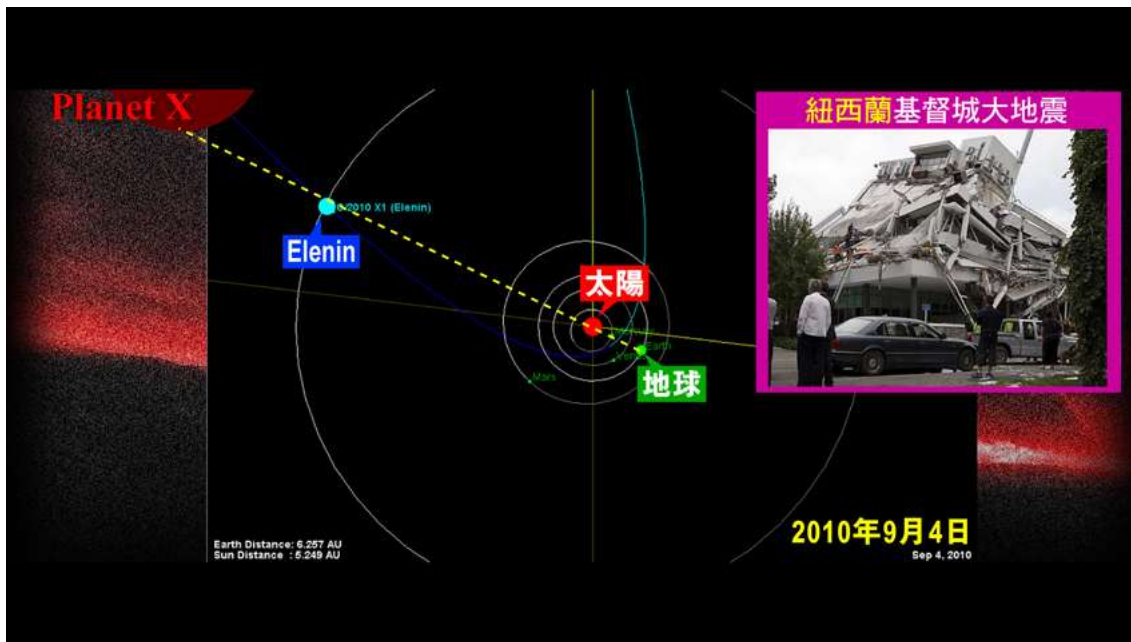 Planet X
紐西蘭基督城大地震
C/2010 X1 (Elenin)
Elenin
太陽
Earth
地球
Mars
2010年9月4日
Earth Distance: 6.257 AU
Sun Distance : 5.249 AU
Sep 4, 2010